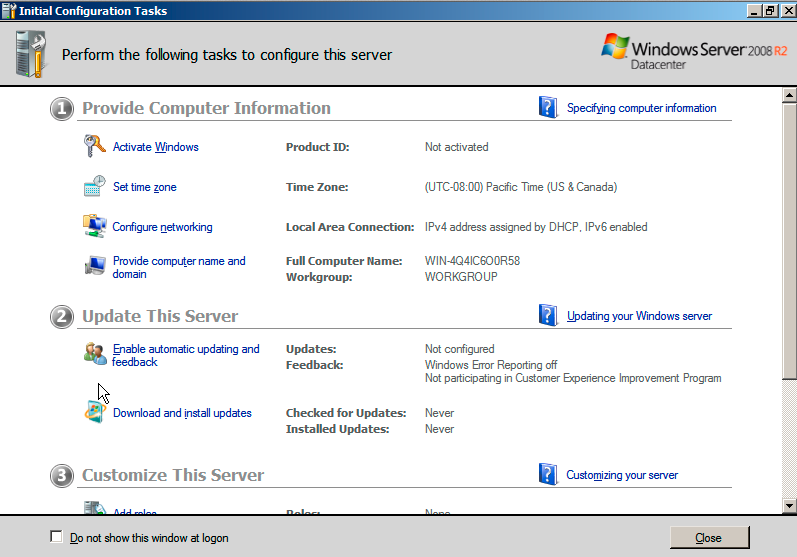 Initial Configuration Tasks
Perform the following tasks to configure this server
Windows Server 2008 R2
Datacenter
1 Provide Computer Information
Specifying computer information
Activate Windows Product ID: Not activated
Set time zone Time Zone: (UTC-08:00) Pacific Time (US & Canada)
Configure networking Local Area Connection: IPv4 address assigned by DHCP, IPv6 enabled
Provide computer name and domain
Full Computer Name: WIN-4Q4IC6O0R58
Workgroup: WORKGROUP
2 Update This Server
Updating your Windows server
Enable automatic updating and
feedback
Updates: Not configured
Feedback: Windows Error Reporting off
Not participating in Customer Experience Improvement Program
Download and install updates
Checked for Updates: Never
Installed Updates: Never
3 Customize This Server
Customizing your server
Add roles Roles: None
Do not show this window at logon
Close